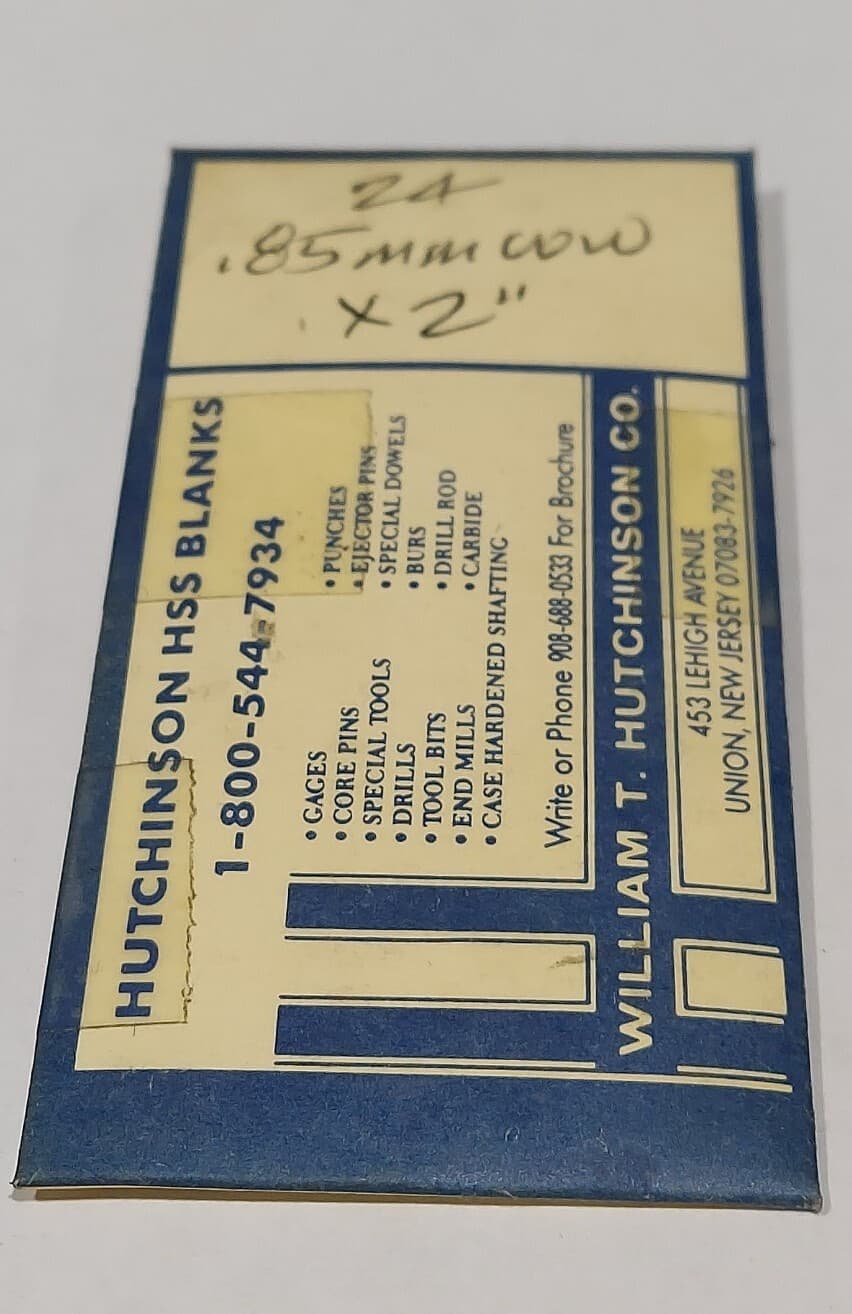 24
.85mm
x 2"
HUTCHINSON HSS BLANKS
1-800-544-7934
• GAGES
• CORE PINS
• SPECIAL TOOLS
• DRILLS
• TOOL BITS
• END MILLS
• CASE HARDENED SHAFTING
• PUNCHES
• EJECTOR PINS
• SPECIAL DOWELS
• BURS
• DRILL ROD
• CARBIDE
Write or Phone 908-688-0533 For Brochure
WILLIAM T. HUTCHINSON CO.
453 LEHIGH AVENUE
UNION, NEW JERSEY 07083-7926